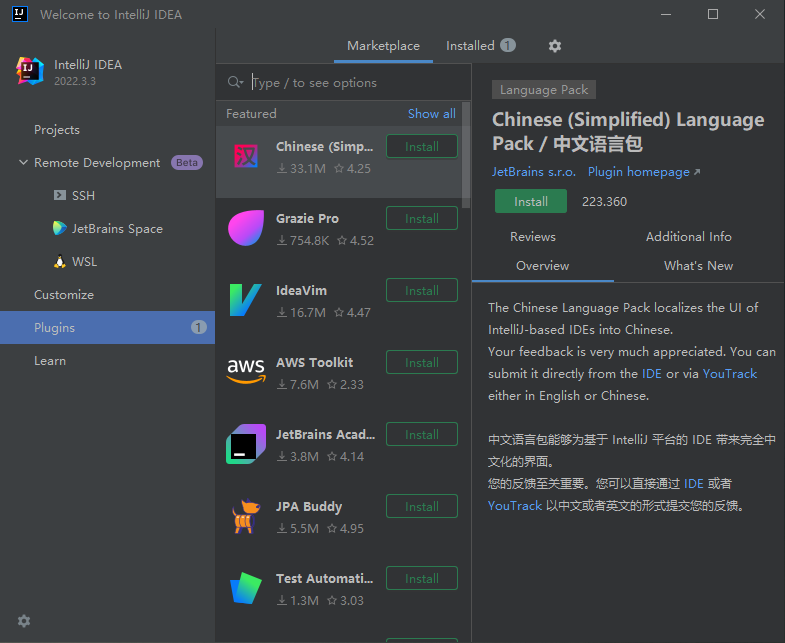 Welcome to IntelliJ IDEA
IntelliJ IDEA
2022.3.3
Projects
Remote Development Beta
SSH
JetBrains Space
WSL
Customize
Plugins 1
Learn
Marketplace Installed 1
Type / to see options
Featured Show all
汉
Chinese (Simp... Install
33.1M 4.25
Grazie Pro Install
754.8K 4.52
IdeaVim Install
16.7M 4.47
aws
AWS Toolkit Install
7.6M 2.33
JetBrains Acad... Install
3.8M 4.14
JPA Buddy Install
5.5M 4.95
Test Automati... Install
1.3M 3.03
Language Pack
Chinese (Simplified) Language
Pack / 中文语言包
JetBrains s.r.o. Plugin homepage ↗
Install 223.360
Reviews Additional Info
Overview What's New
The Chinese Language Pack localizes the UI of
IntelliJ-based IDEs into Chinese.
Your feedback is very much appreciated. You can
submit it directly from the IDE or via YouTrack
either in English or Chinese.
中文语言包能够为基于 IntelliJ 平台的 IDE 带来完全中
文化的界面。
您的反馈至关重要。您可以直接通过 IDE 或者
YouTrack 以中文或者英文的形式提交您的反馈。